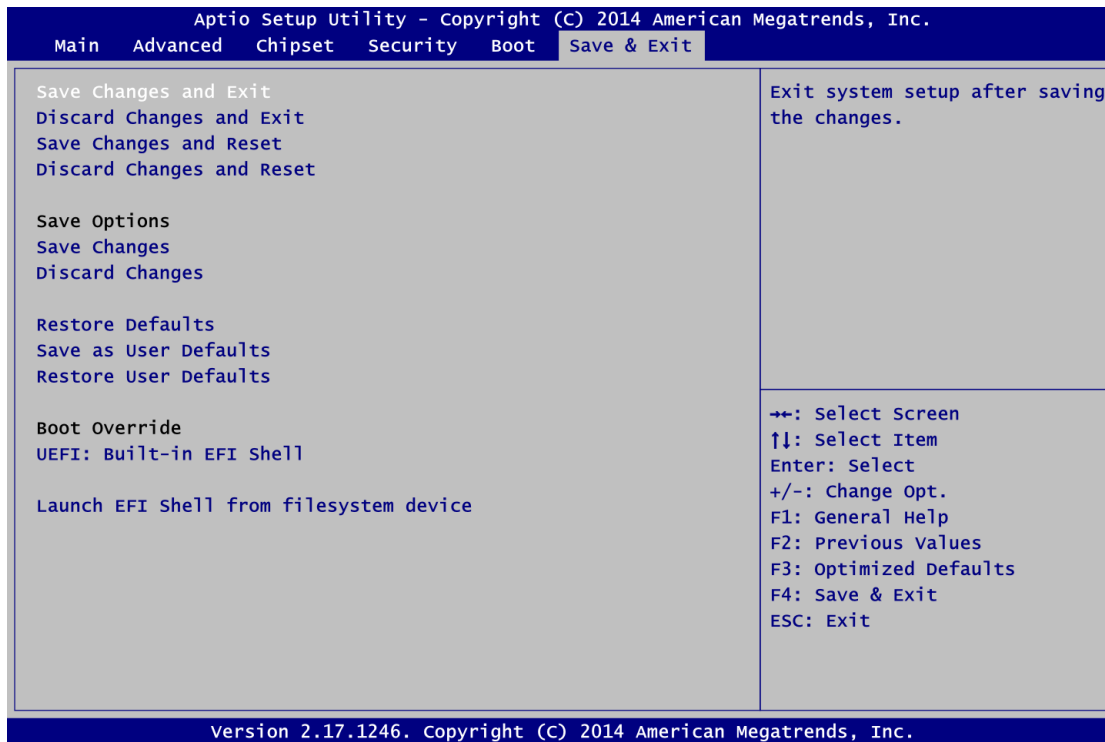 Aptio Setup Utility - Copyright (C) 2014 American Megatrends, Inc.
Main Advanced Chipset Security Boot Save & Exit
Save Changes and Exit
Discard Changes and Exit
Save Changes and Reset
Discard Changes and Reset
Save Options
Save Changes
Discard Changes
Restore Defaults
Save as User Defaults
Restore User Defaults
Boot Override
UEFI: Built-in EFI Shell
Launch EFI Shell from filesystem device
Exit system setup after saving
the changes.
→←: Select Screen
↑↓: Select Item
Enter: Select
+/-: Change Opt.
F1: General Help
F2: Previous Values
F3: Optimized Defaults
F4: Save & Exit
ESC: Exit
Version 2.17.1246. Copyright (C) 2014 American Megatrends, Inc.